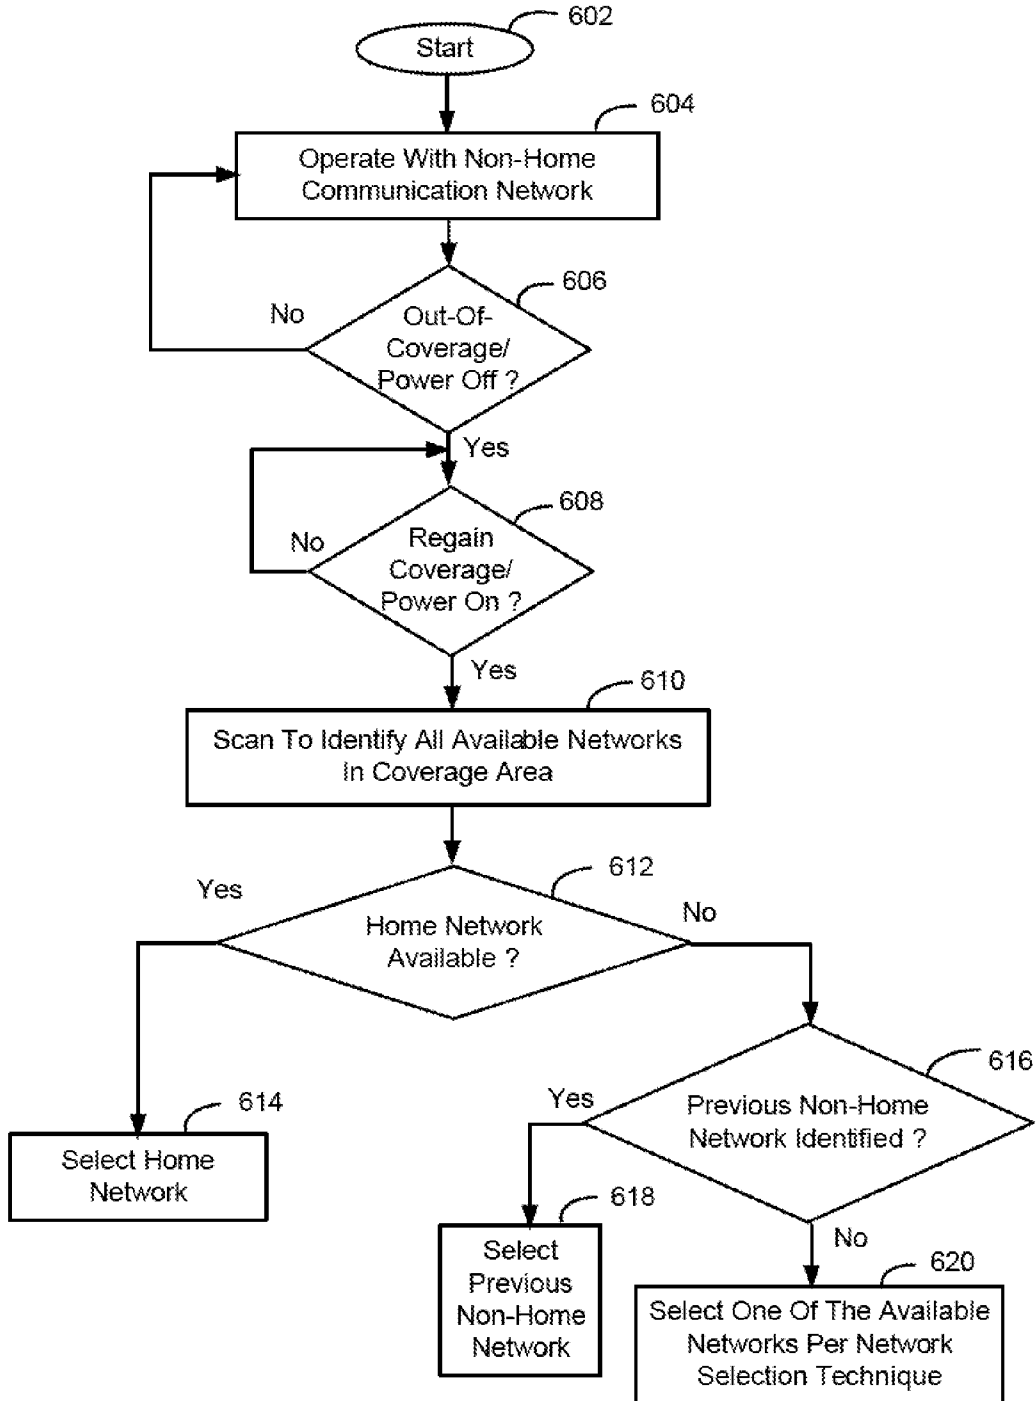 602
Start
604
Operate With Non-Home
Communication Network
606
No
Out-Of-
Coverage/
Power Off ?
Yes
608
No
Regain
Coverage/
Power On ?
Yes
610
Scan To Identify All Available Networks
In Coverage Area
612
Yes
No
Home Network
Available ?
616
Yes
Previous Non-Home
Network Identified ?
614
Select Home
Network
618
Select
Previous
Non-Home
Network
No
620
Select One Of The Available
Networks Per Network
Selection Technique